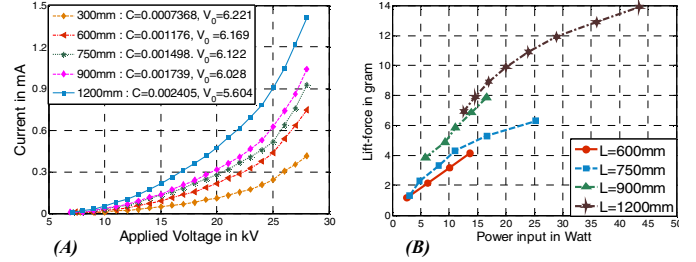 1.5
1.2
0.9
0.6
0.3
0
Current in mA
300mm : C=0.0007368, V0=6.221
600mm : C=0.001176, V0=6.169
750mm : C=0.001498. V0=6.122
900mm : C=0.001739, V0=6.028
1200mm : C=0.002405, V0=5.604
5 10 15 20 25 30
(A) Applied Voltage in kV
14
12
10
8
6
4
2
0
Lift-force in gram
L=600mm
L=750mm
L=900mm
L=1200mm
0 5 10 15 20 25 30 35 40 45
(B) Power input in Watt